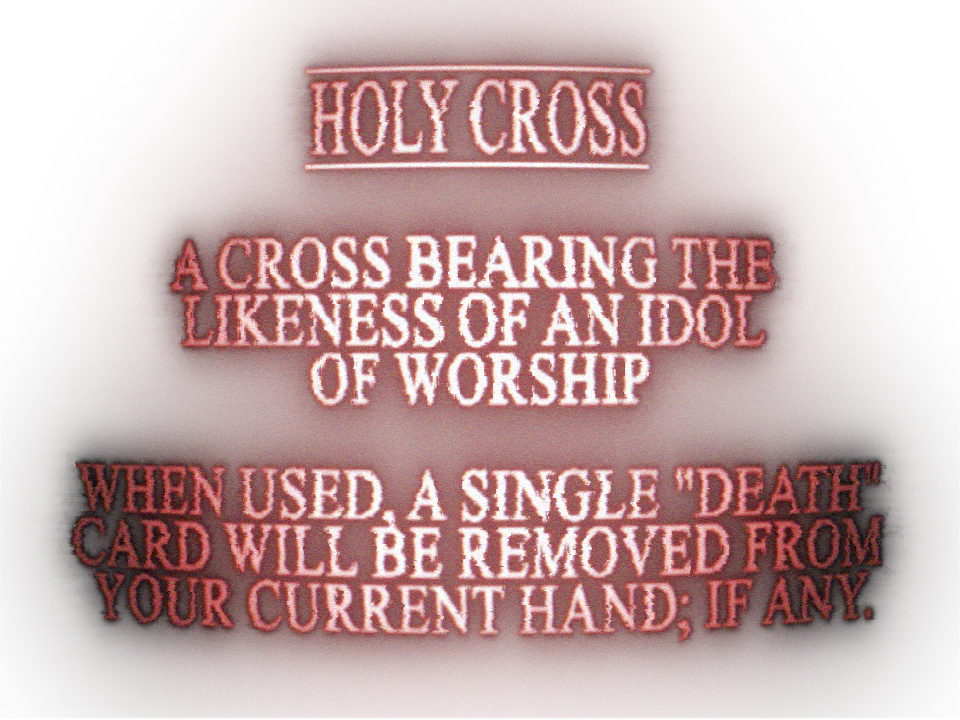 HOLY CROSS
A CROSS BEARING THE
LIKENESS OF AN IDOL
OF WORSHIP
WHEN USED, A SINGLE "DEATH"
CARD WILL BE REMOVED FROM
YOUR CURRENT HAND; IF ANY.